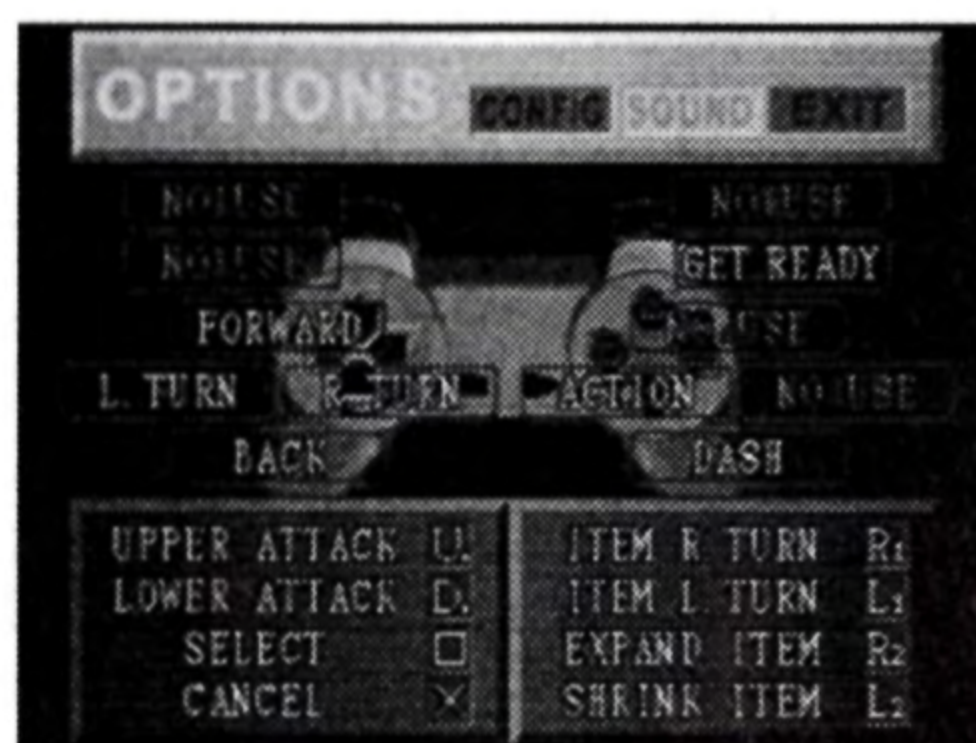 OPTIONS CONFIG SOUND EXIT
NO USE NO USE
NO USE GET READY
FORWARD NO USE
L. TURN R. TURN ACTION NO USE
BACK DASH
UPPER ATTACK U. ITEM R TURN R1
LOWER ATTACK D. ITEM L TURN L1
SELECT □ EXPAND ITEM R2
CANCEL × SHRINK ITEM L2